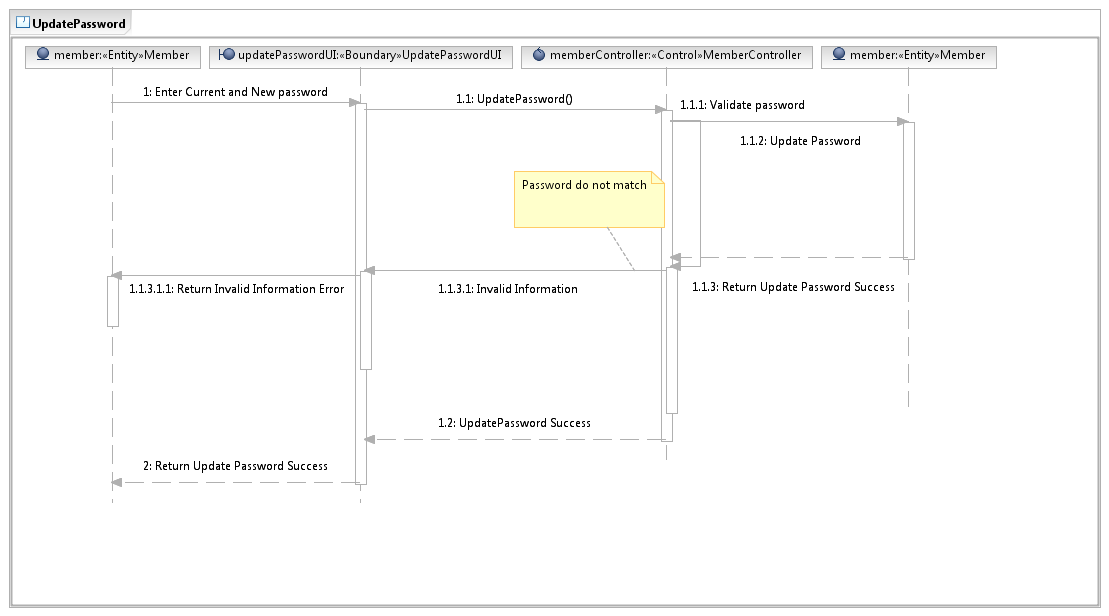 UpdatePassword
member:«Entity»Member
updatePasswordUI:«Boundary»UpdatePasswordUI
memberController:«Control»MemberController
member:«Entity»Member
1: Enter Current and New password
1.1: UpdatePassword()
1.1.1: Validate password
1.1.2: Update Password
Password do not match
1.1.3.1.1: Return Invalid Information Error
1.1.3.1: Invalid Information
1.1.3: Return Update Password Success
1.2: UpdatePassword Success
2: Return Update Password Success